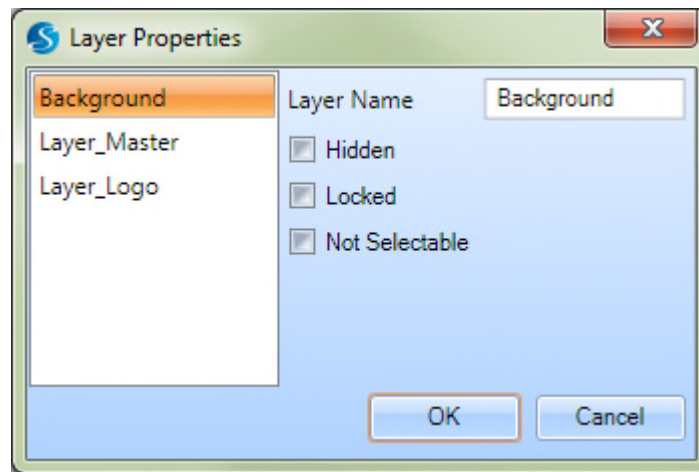 Layer Properties
Background
Layer_Master
Layer_Logo
Layer Name Background
Hidden
Locked
Not Selectable
OK Cancel